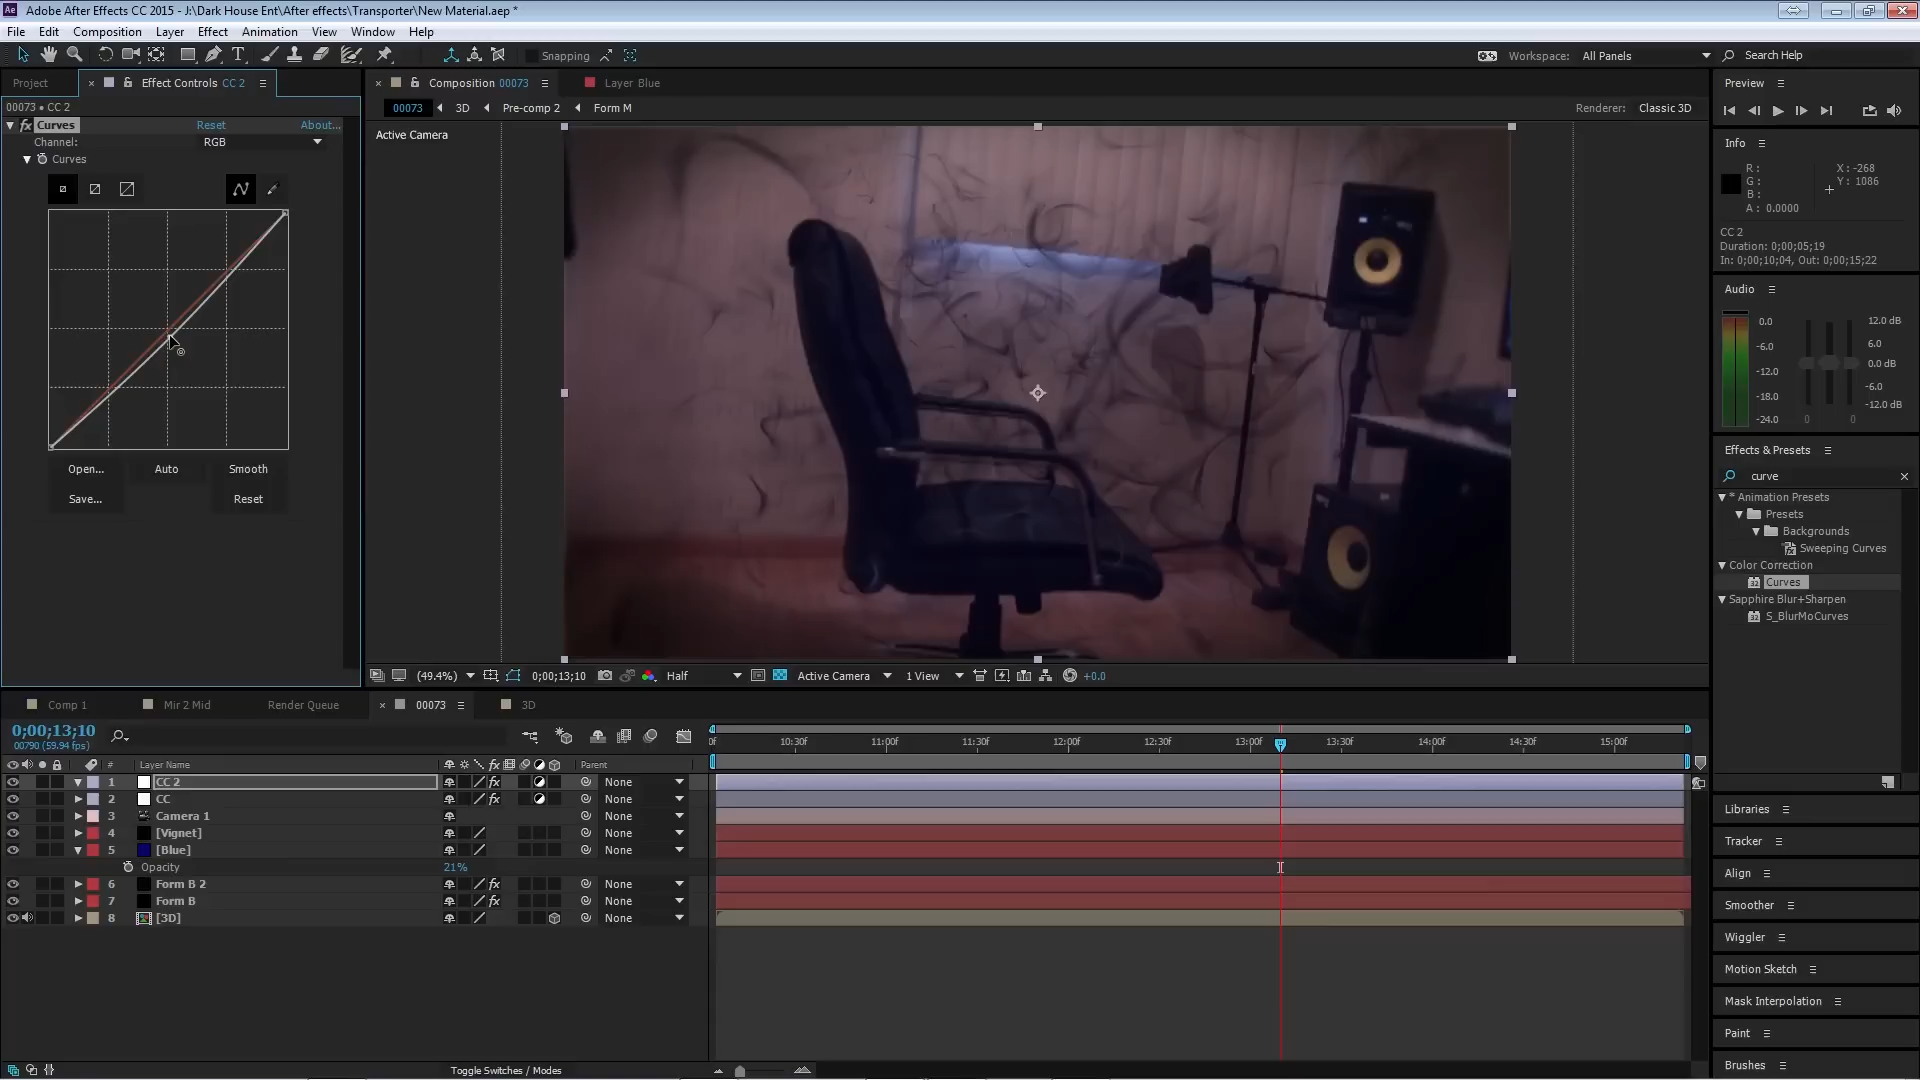 Adobe After Effects CC 2015 - J:\Dark House Ent\After effects\Transporter\New Material.aep *
File Edit Composition Layer Effect Animation View Window Help
Snapping
Workspace: All Panels
Search Help
Project
Effect Controls CC 2
00073 • CC 2
fx Curves Reset About...
Channel: RGB
Curves
Open... Auto Smooth
Save... Reset
Composition 00073
Layer Blue
00073 3D Pre-comp 2 Form M
Renderer: Classic 3D
Active Camera
(49.4%) 0;00;13;10 Half Active Camera 1 View +0.0
Preview
Info
R :
G :
B :
A : 0.0000
X : -268
Y : 1086
CC 2
Duration: 0;00;05;19
In: 0;00;10;04, Out: 0;00;15;22
Audio
0.0
-6.0
-12.0
-18.0
-24.0
12.0 dB
6.0
0.0 dB
-6.0
-12.0 dB
0 0
Effects & Presets
curve
* Animation Presets
Presets
Backgrounds
Sweeping Curves
Color Correction
Curves
Sapphire Blur+Sharpen
S_BlurMoCurves
Libraries
Tracker
Align
Smoother
Wiggler
Motion Sketch
Mask Interpolation
Paint
Brushes
Comp 1 Mir 2 Mid Render Queue 00073 3D
0;00;13;10
00790 (59.94 fps)
0f 10:30f 11:00f 11:30f 12:00f 12:30f 13:00f 13:30f 14:00f 14:30f 15:00f
# Layer Name fx Parent
1 CC 2 fx None
2 CC fx None
3 Camera 1 None
4 [Vignet] None
5 [Blue] None
Opacity 21%
6 Form B 2 fx None
7 Form B fx None
8 [3D] None
Toggle Switches / Modes